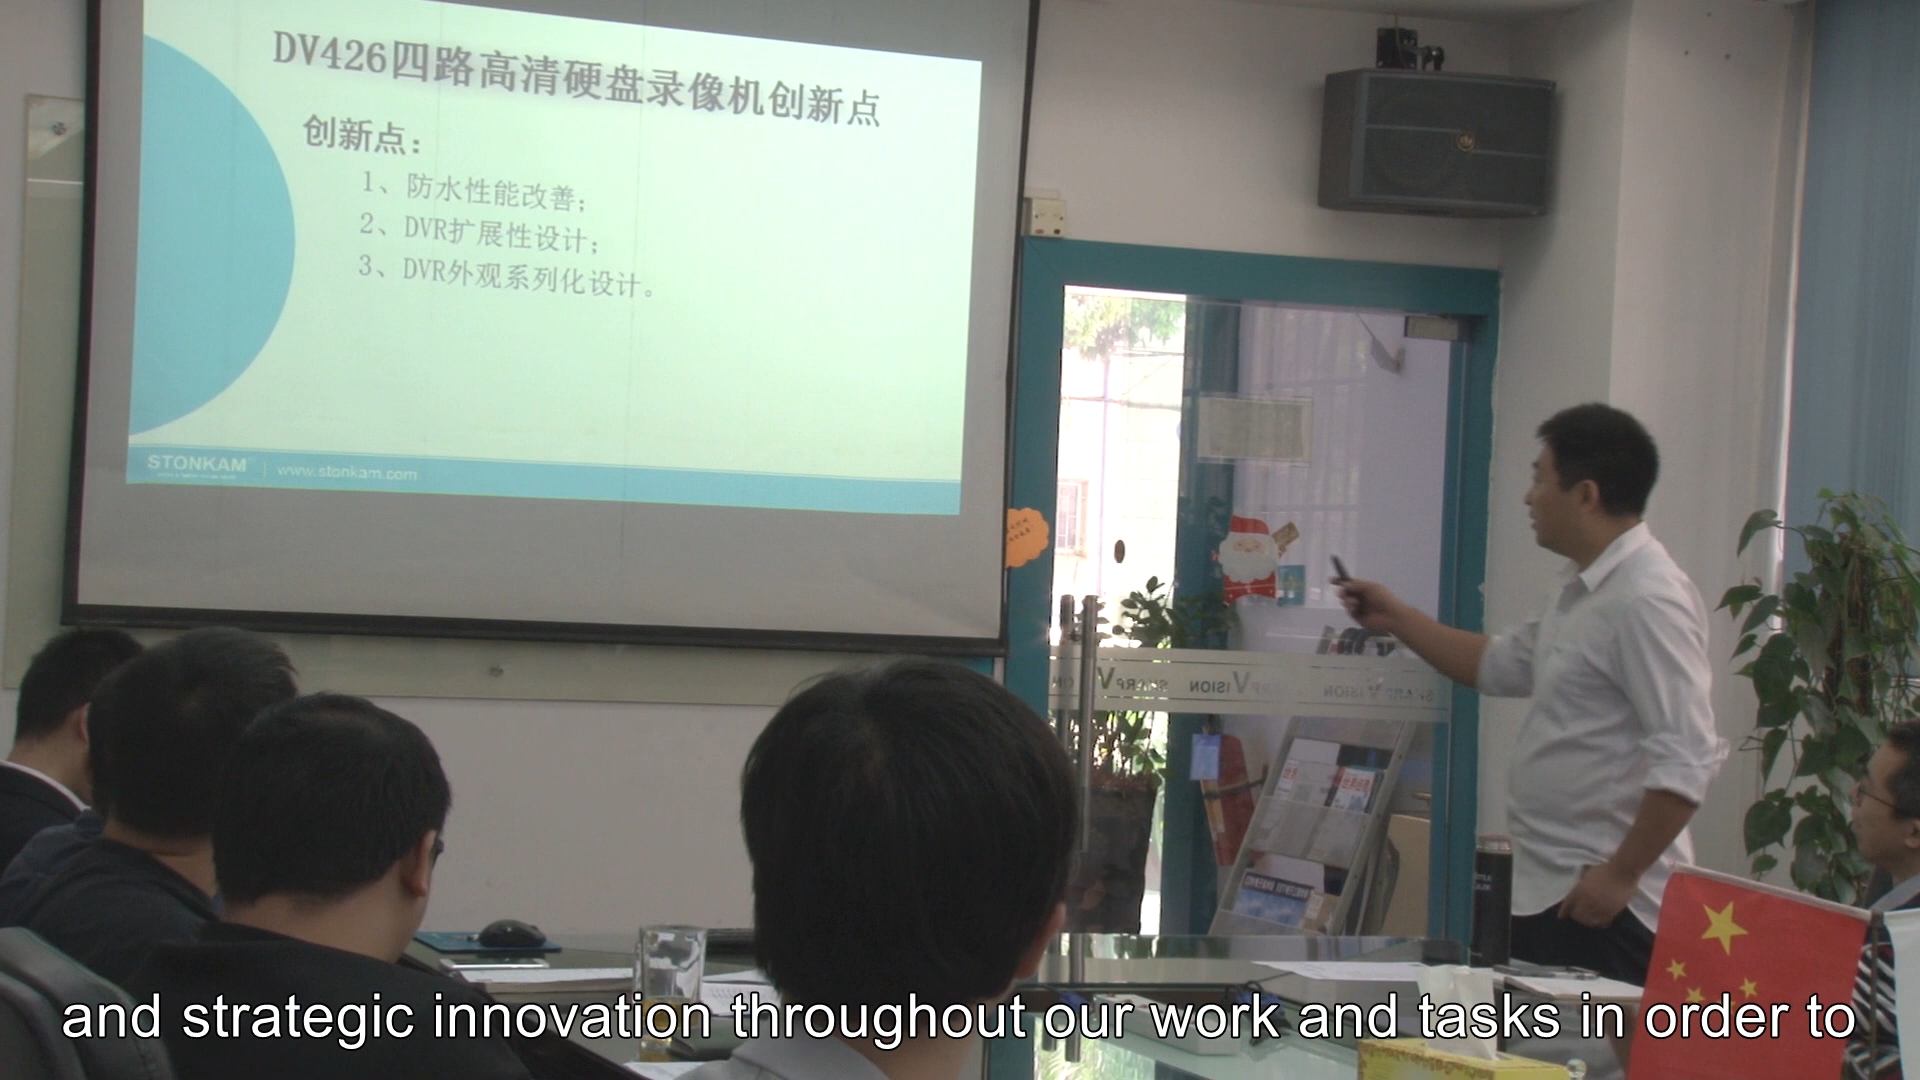 DV426四路高清硬盘录像机创新点
创新点：
1、防水性能改善；
2、DVR扩展性设计；
3、DVR外观系列化设计。
STONKAM
www.stonkam.com
SHARP VISION
and strategic innovation throughout our work and tasks in order to